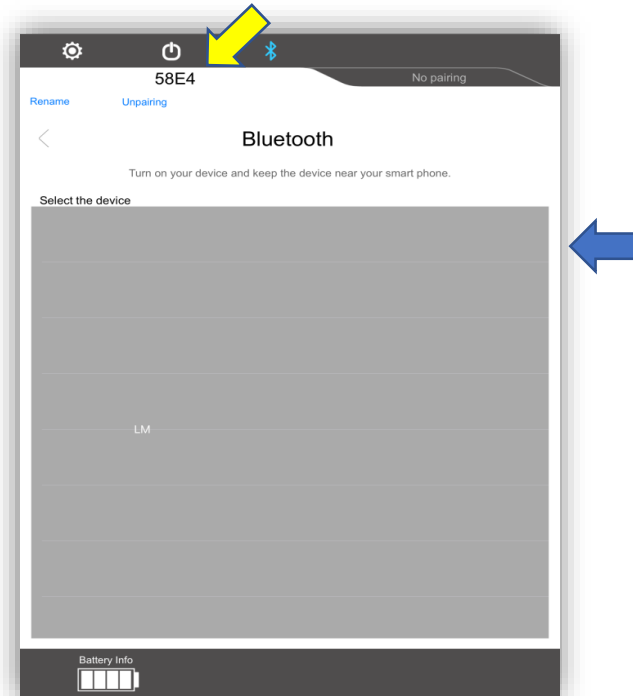 58E4
No pairing
Rename
Unpairing
Bluetooth
Turn on your device and keep the device near your smart phone.
Select the device
LM
Battery Info